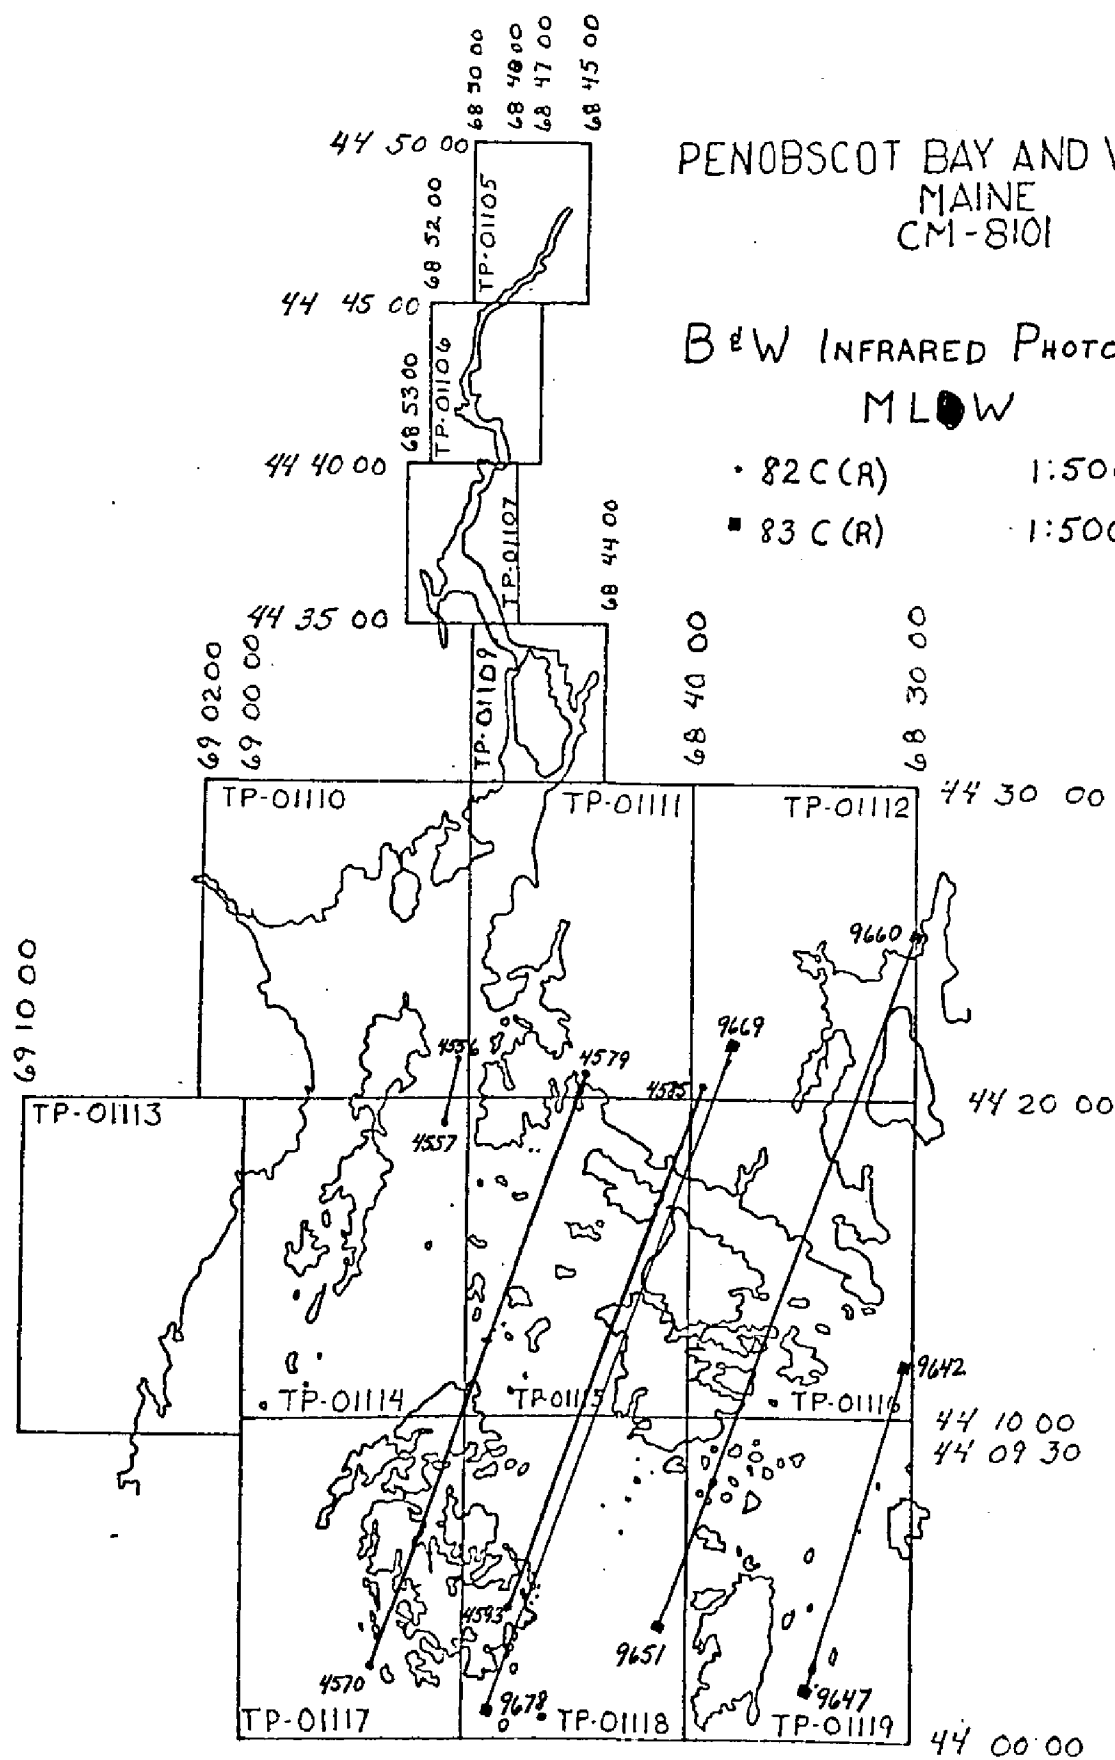 68 50 00
68 48 00
68 47 00
68 45 00
44 50 00
PENOBSCOT BAY AND
MAINE
CM-8101
68 52 00
TP-01105
44 45 00
B & W INFRARED PHOTO
68 53 00
TP-01106
44 40 00
• 82 C (R) 1:50
■ 83 C (R) 1:500
TP-01107
68 44 00
44 35 00
69 02 00
69 00 00
TP-01109
68 40 00
68 30 00
TP-01110
TP-01111
TP-01112
44 30 00
9660
69 10 00
9669
4556
4579
4585
TP-01113
44 20 00
4557
9642
TP-01114
TP-01115
TP-01116
44 10 00
44 09 30
4593
4570
9651
9678
9647
TP-01117
TP-01118
TP-01119
44 00 00